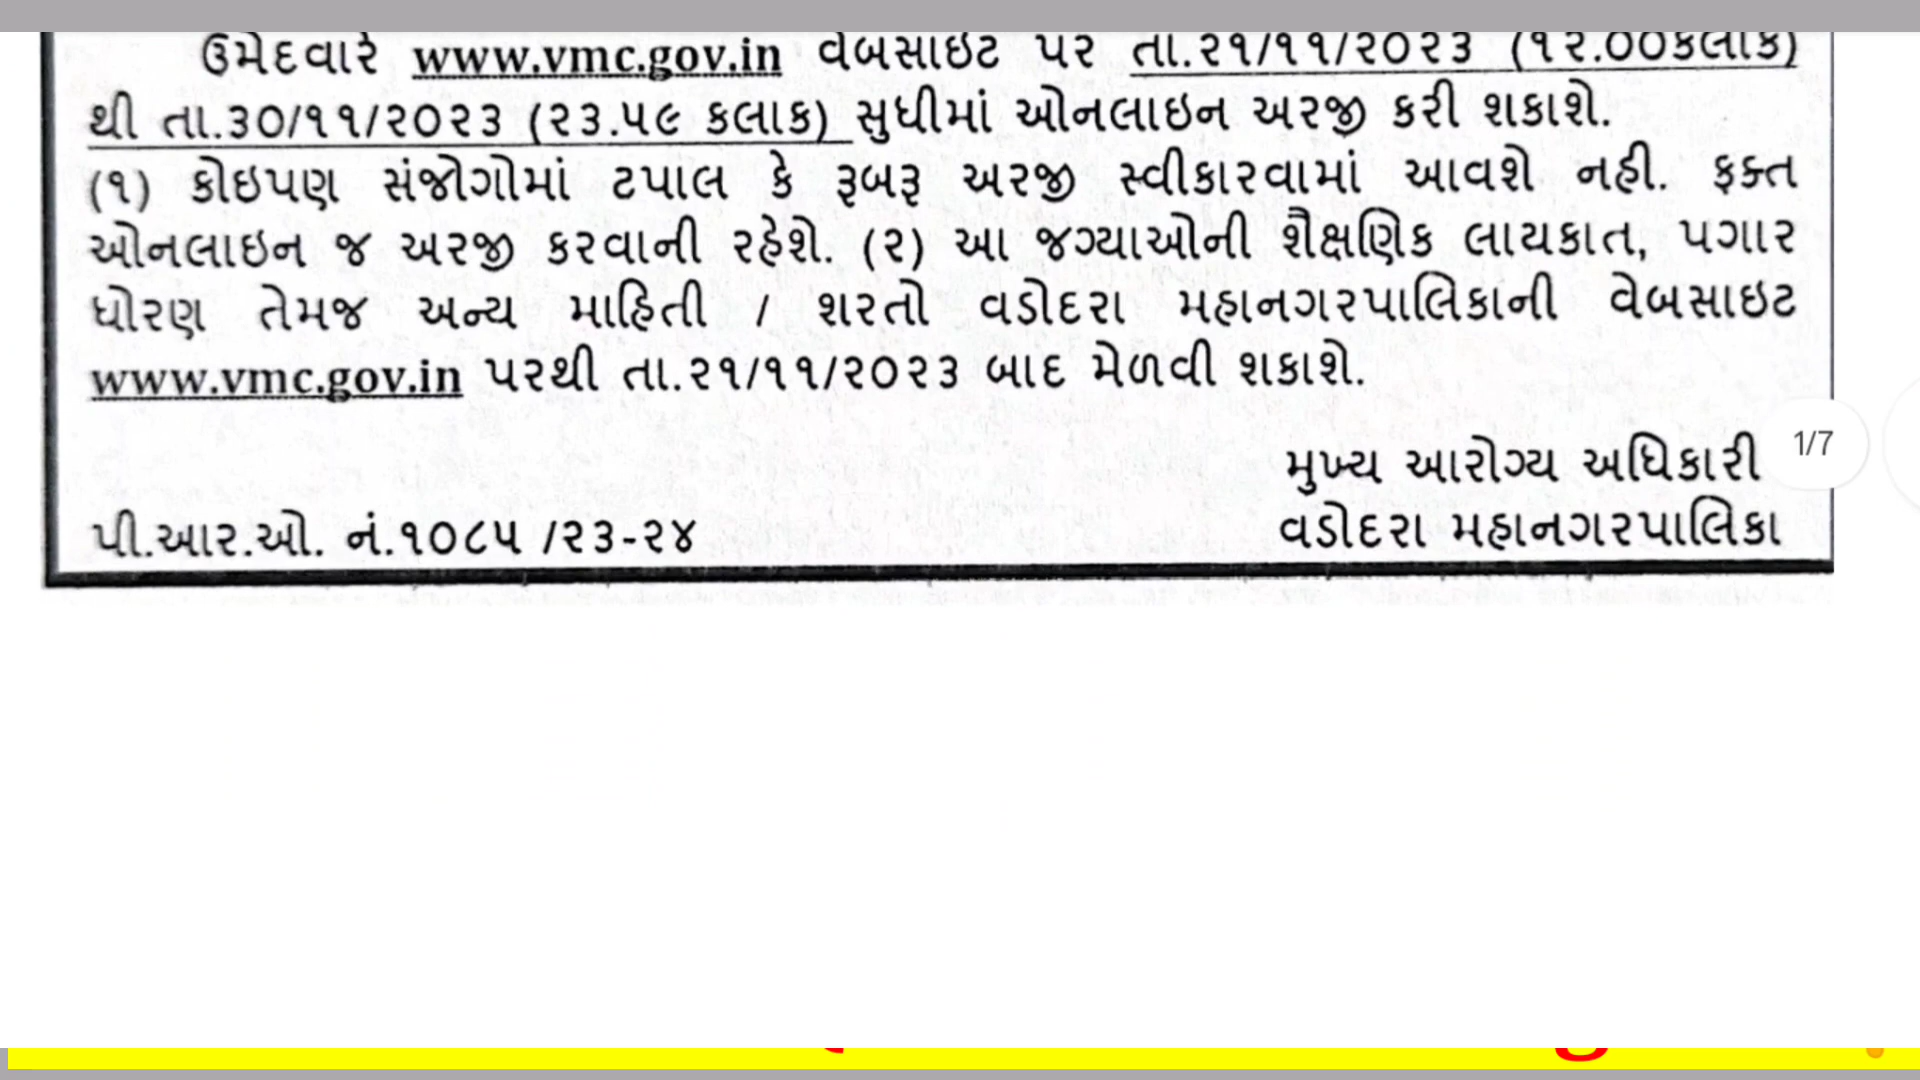 ઉમેદવારે www.vmc.gov.in વેબસાઇટ પર તા.૨૧/૧૧/૨૦૨૩ (૧૨.૦૦કલાક)
થી તા.૩૦/૧૧/૨૦૨૩ (૨૩.૫૯ કલાક) સુધીમાં ઓનલાઇન અરજી કરી શકાશે.
(૧) કોઇપણ સંજોગોમાં ટપાલ કે રૂબરૂ અરજી સ્વીકારવામાં આવશે નહી. ફક્ત
ઓનલાઇન જ અરજી કરવાની રહેશે. (૨) આ જગ્યાઓની શૈક્ષણિક લાયકાત, પગાર
ધોરણ તેમજ અન્ય માહિતી / શરતો વડોદરા મહાનગરપાલિકાની વેબસાઇટ
www.vmc.gov.in પરથી તા.૨૧/૧૧/૨૦૨૩ બાદ મેળવી શકાશે.
1/7
મુખ્ય આરોગ્ય અધિકારી
પી.આર.ઓ. નં.૧૦૮૫ /૨૩-૨૪
વડોદરા મહાનગરપાલિકા